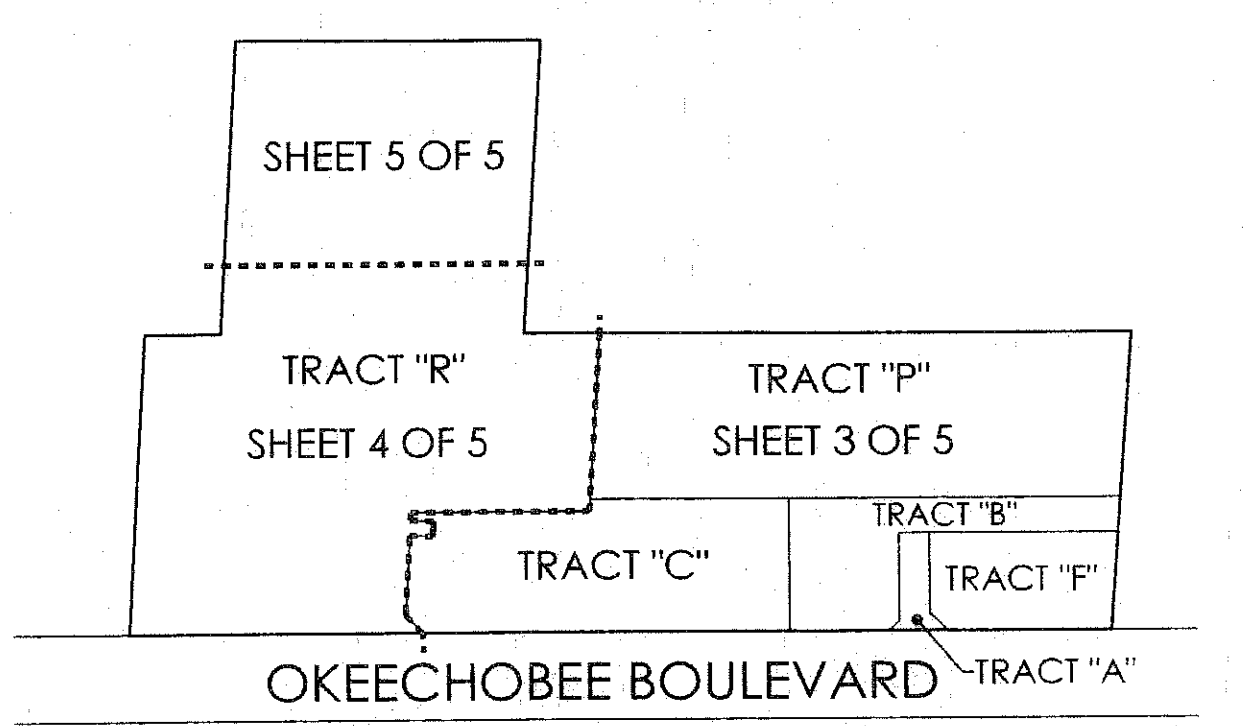 SHEET 5 OF 5
TRACT "R"
SHEET 4 OF 5
TRACT "P"
SHEET 3 OF 5
TRACT "B"
TRACT "C"
TRACT "F"
TRACT "A"
OKEECHOBEE BOULEVARD